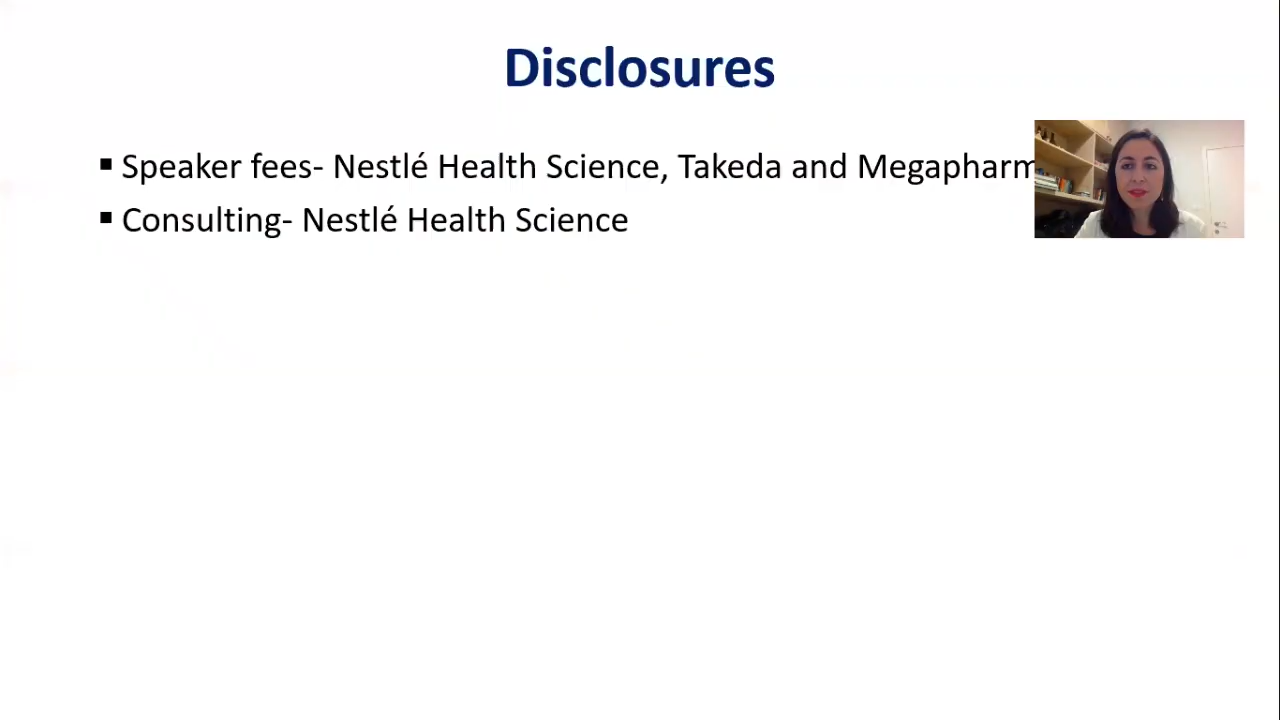 Disclosures
▪ Speaker fees- Nestlé Health Science, Takeda and Megapharm
▪ Consulting- Nestlé Health Science